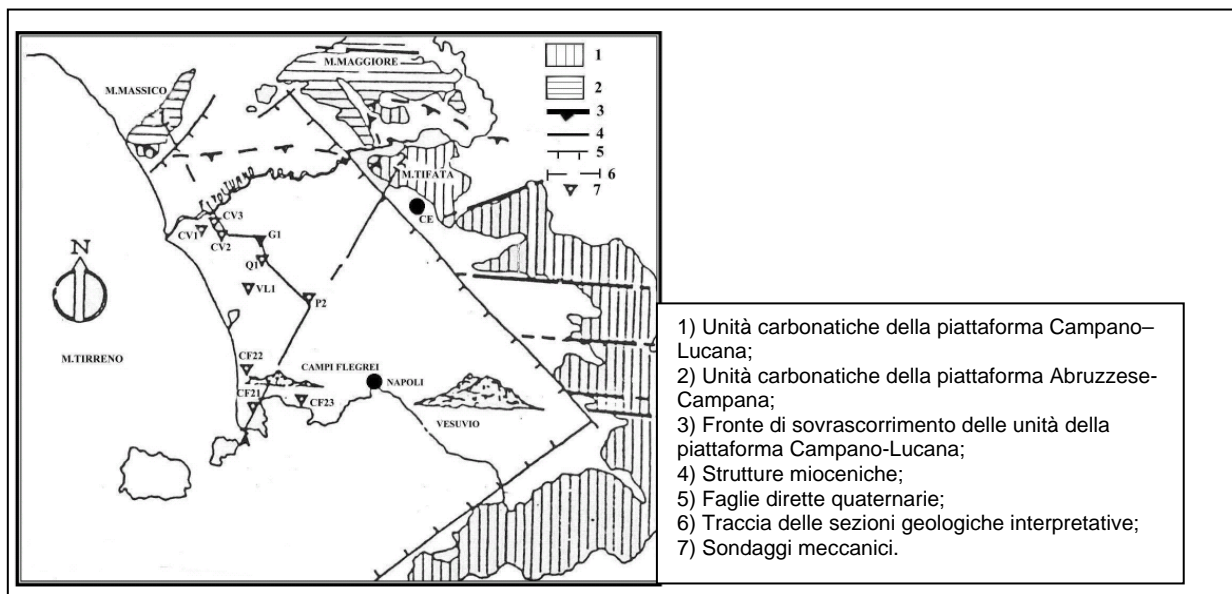 M.MAGGIORE
M.MASSICO
1
2
3
4
5
6
7
M.TIFATA
F.VOLTURNO
CE
CV3
CV1
CV2
G1
Q1
VL1
P2
N
M.TIRRENO
CF22
CAMPI FLEGREI
NAPOLI
CF21
CF23
VESUVIO
1) Unità carbonatiche della piattaforma Campano–
Lucana;
2) Unità carbonatiche della piattaforma Abruzzese-
Campana;
3) Fronte di sovrascorrimento delle unità della
piattaforma Campano-Lucana;
4) Strutture mioceniche;
5) Faglie dirette quaternarie;
6) Traccia delle sezioni geologiche interpretative;
7) Sondaggi meccanici.